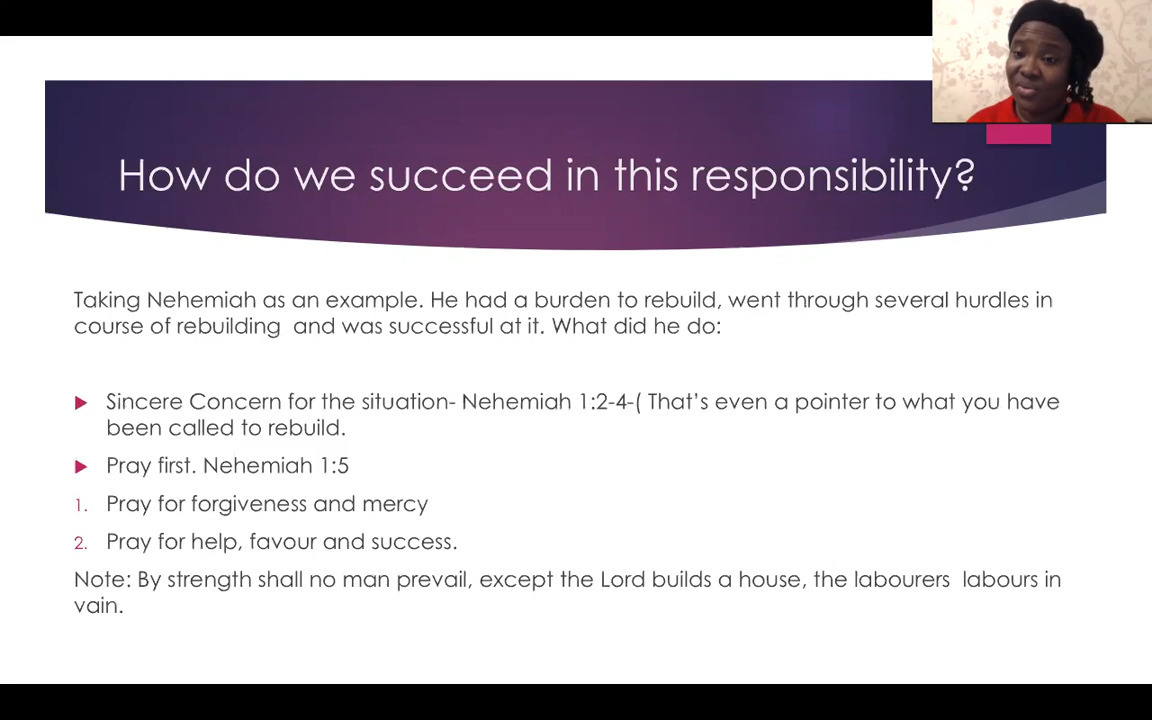 How do we succeed in this responsibility?
Taking Nehemiah as an example. He had a burden to rebuild, went through several hurdles in
course of rebuilding  and was successful at it. What did he do:
Sincere Concern for the situation- Nehemiah 1:2-4-( That's even a pointer to what you have
been called to rebuild.
Pray first. Nehemiah 1:5
1. Pray for forgiveness and mercy
2. Pray for help, favour and success.
Note: By strength shall no man prevail, except the Lord builds a house, the labourers  labours in
vain.